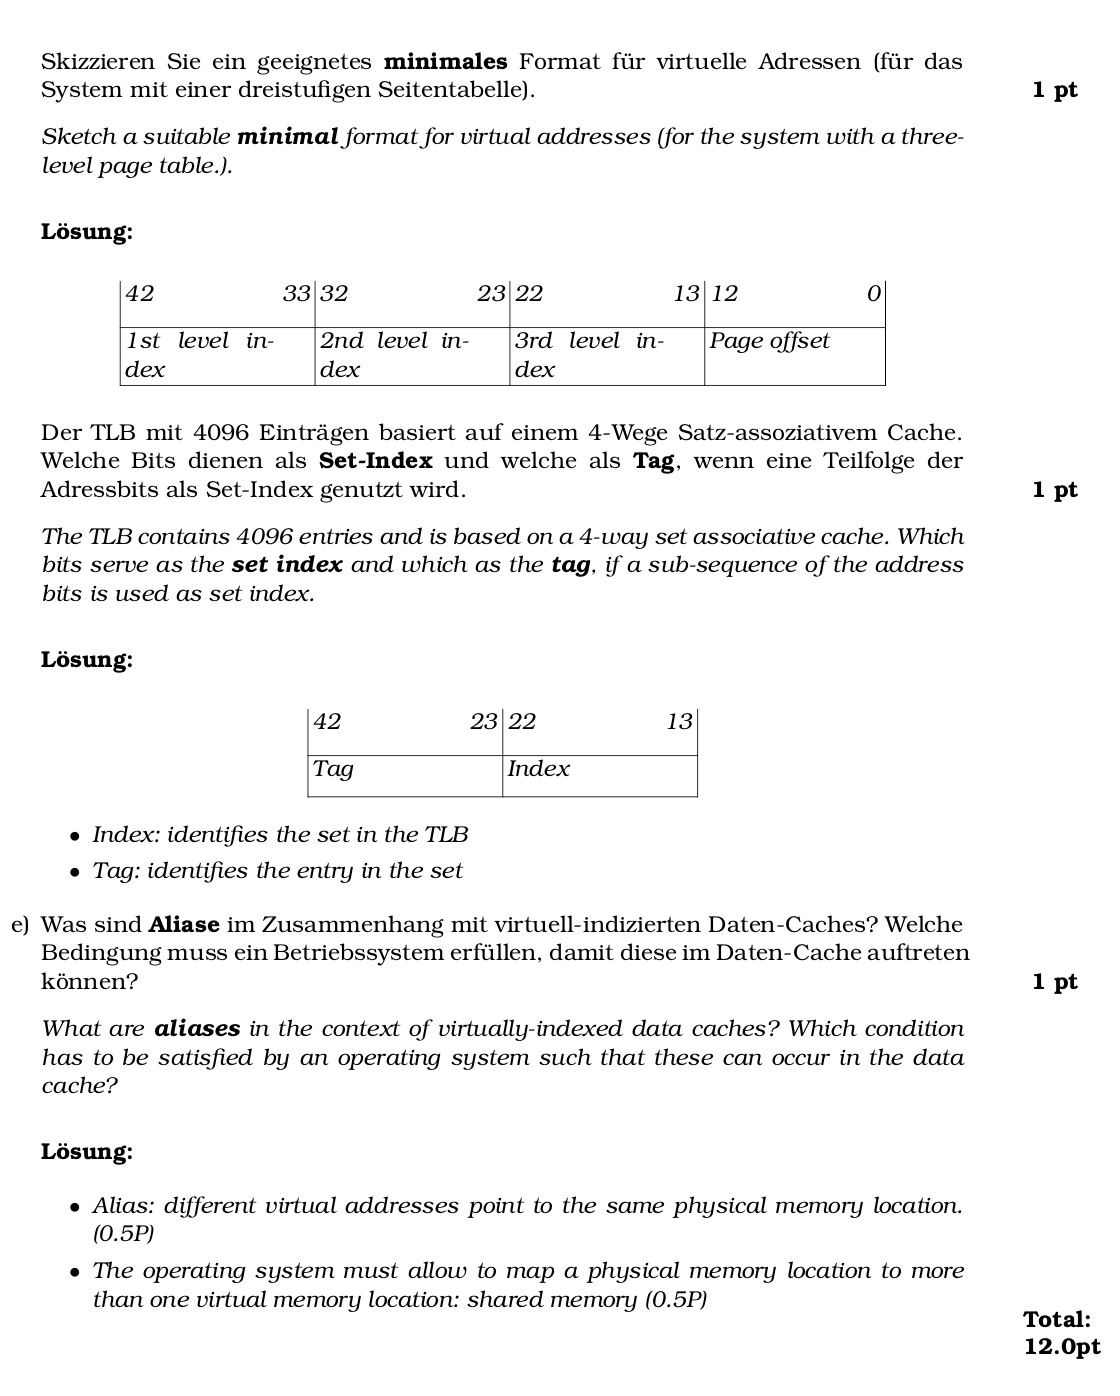 Skizzieren Sie ein geeignetes minimales Format für virtuelle Adressen (für das
System mit einer dreistufigen Seitentabelle). 1 pt
Sketch a suitable minimal format for virtual addresses (for the system with a three-
level page table.).
Lösung:
42 33 32 23 22 13 12 0
1st level in- 2nd level in- 3rd level in- Page offset
dex dex dex
Der TLB mit 4096 Einträgen basiert auf einem 4-Wege Satz-assoziativem Cache.
Welche Bits dienen als Set-Index und welche als Tag, wenn eine Teilfolge der
Adressbits als Set-Index genutzt wird. 1 pt
The TLB contains 4096 entries and is based on a 4-way set associative cache. Which
bits serve as the set index and which as the tag, if a sub-sequence of the address
bits is used as set index.
Lösung:
42 23 22 13
Tag Index
• Index: identifies the set in the TLB
• Tag: identifies the entry in the set
e) Was sind Aliase im Zusammenhang mit virtuell-indizierten Daten-Caches? Welche
Bedingung muss ein Betriebssystem erfüllen, damit diese im Daten-Cache auftreten
können? 1 pt
What are aliases in the context of virtually-indexed data caches? Which condition
has to be satisfied by an operating system such that these can occur in the data
cache?
Lösung:
• Alias: different virtual addresses point to the same physical memory location.
(0.5P)
• The operating system must allow to map a physical memory location to more
than one virtual memory location: shared memory (0.5P)
Total:
12.0pt